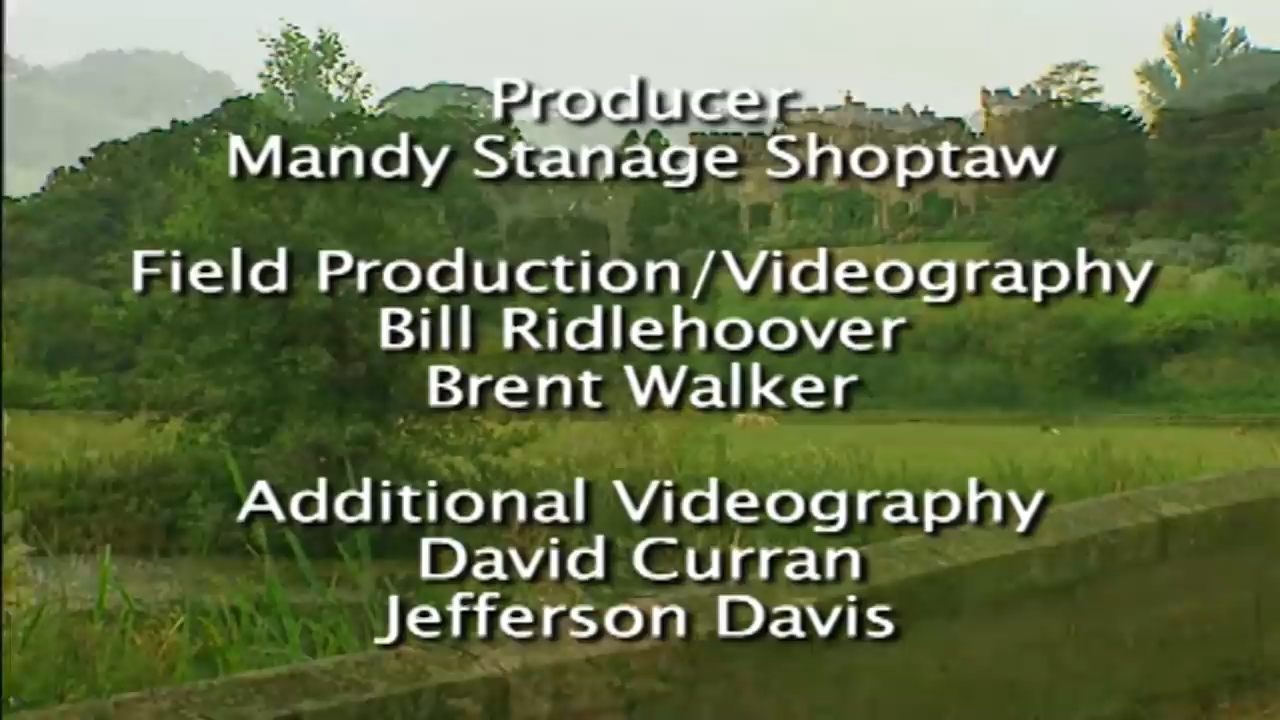 Producer
Mandy Stanage Shoptaw
Field Production/Videography
Bill Ridlehoover
Brent Walker
Additional Videography
David Curran
Jefferson Davis